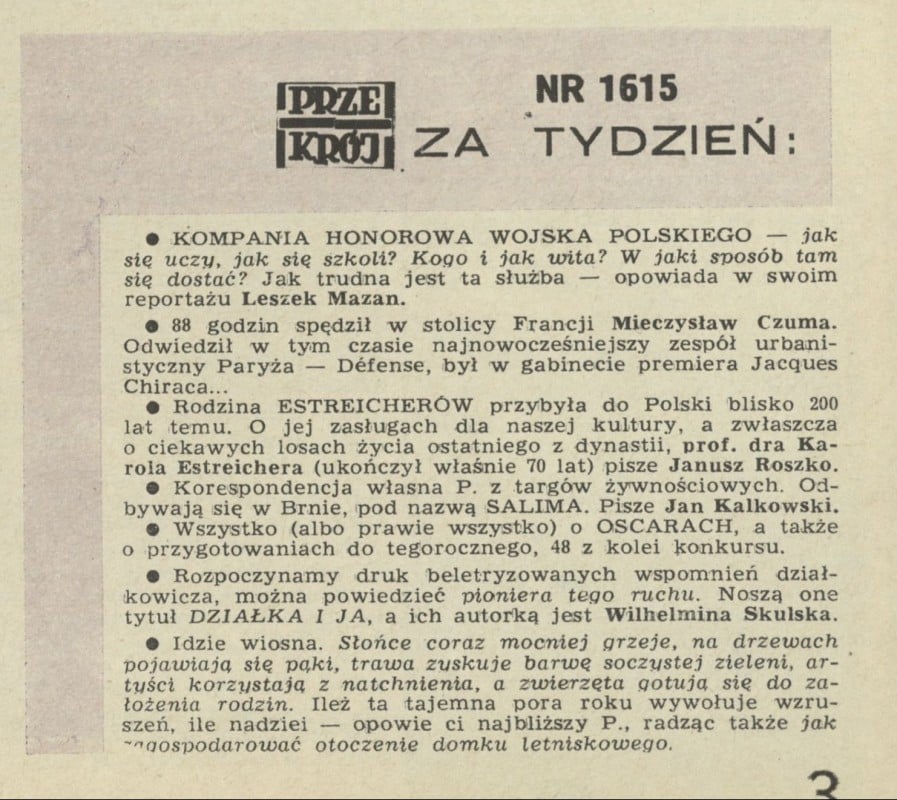 PRZE
KRÓJ
NR 1615
ZA TYDZIEŃ:
● KOMPANIA HONOROWA WOJSKA POLSKIEGO — jak
się uczy, jak się szkoli? Kogo i jak wita? W jaki sposób tam
się dostać? Jak trudna jest ta służba — opowiada w swoim
reportażu Leszek Mazan.
● 88 godzin spędził w stolicy Francji Mieczysław Czuma.
Odwiedził w tym czasie najnowocześniejszy zespół urbani-
styczny Paryża — Défense, był w gabinecie premiera Jacques
Chiraca...
● Rodzina ESTREICHERÓW przybyła do Polski blisko 200
lat temu. O jej zasługach dla naszej kultury, a zwłaszcza
o ciekawych losach życia ostatniego z dynastii, prof. dra Ka-
rola Estreichera (ukończył właśnie 70 lat) pisze Janusz Roszko.
● Korespondencja własna P. z targów żywnościowych. Od-
bywają się w Brnie, pod nazwą SALIMA. Pisze Jan Kalkowski.
● Wszystko (albo prawie wszystko) o OSCARACH, a także
o przygotowaniach do tegorocznego, 48 z kolei konkursu.
● Rozpoczynamy druk beletryzowanych wspomnień dział-
kowicza, można powiedzieć pioniera tego ruchu. Noszą one
tytuł DZIAŁKA I JA, a ich autorką jest Wilhelmina Skulska.
● Idzie wiosna. Słońce coraz mocniej grzeje, na drzewach
pojawiają się pąki, trawa zyskuje barwę soczystej zieleni, ar-
tyści korzystają z natchnienia, a zwierzęta gotują się do za-
łożenia rodzin. Ileż ta tajemna pora roku wywołuje wzru-
szeń, ile nadziei — opowie ci najbliższy P., radząc także jak
zagospodarować otoczenie domku letniskowego.
3